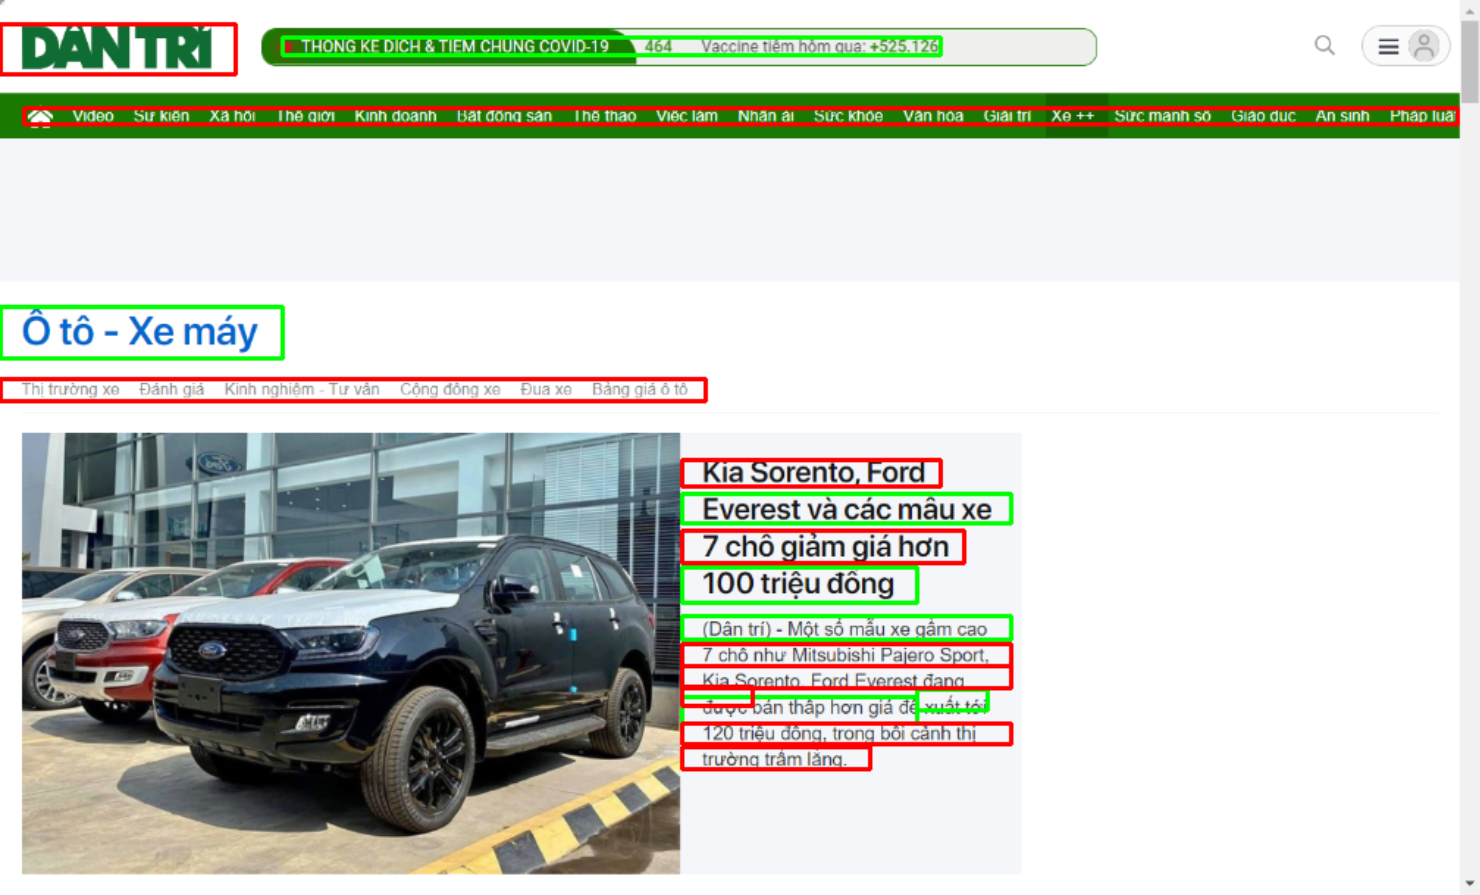 DÂN TRÍ
THỐNG KÊ DỊCH & TIÊM CHỦNG COVID-19 464 Vaccine tiêm hôm qua: +525.126
Video Sự kiện Xã hội Thế giới Kinh doanh Bất động sản Thể thao Việc làm Nhân ái Sức khỏe Văn hóa Giải trí Xe ++ Sức mạnh số Giáo dục An sinh Pháp luật
Ô tô - Xe máy
Thị trường xe Đánh giá Kinh nghiệm - Tư vấn Cộng đồng xe Đua xe Bảng giá ô tô
Kia Sorento, Ford
Everest và các mẫu xe
7 chỗ giảm giá hơn
100 triệu đồng
(Dân trí) - Một số mẫu xe gầm cao
7 chỗ như Mitsubishi Pajero Sport,
Kia Sorento, Ford Everest đang
được bán thấp hơn giá đề xuất tới
120 triệu đồng, trong bối cảnh thị
trường trầm lắng.
Ford
Ford